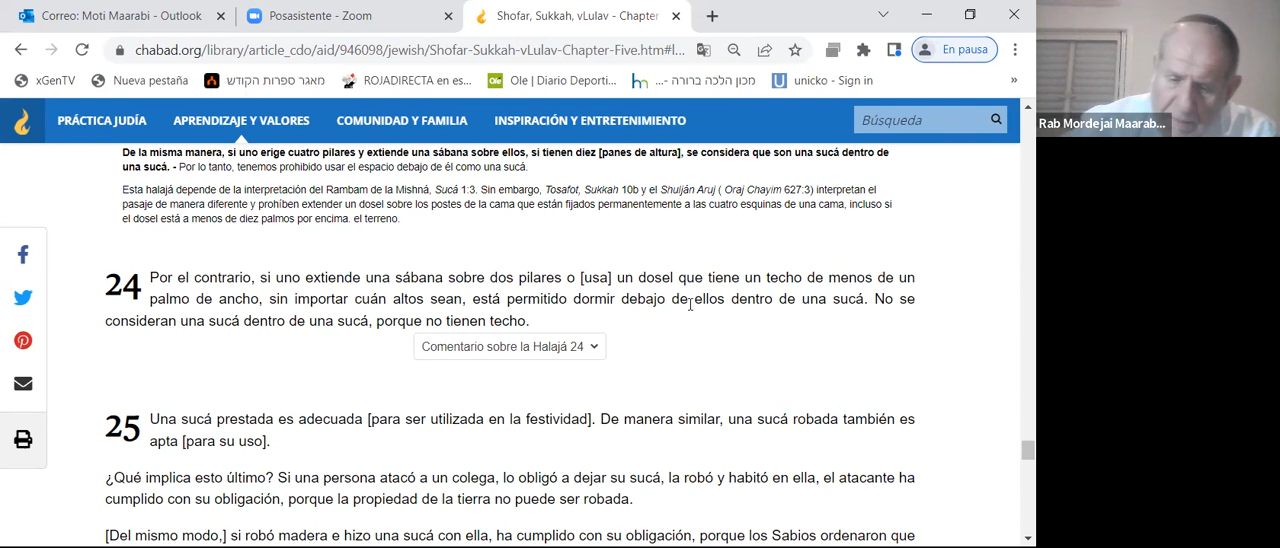 Correo: Moti Maarabi - Outlook
Posasistente - Zoom
Shofar, Sukkah, vLulav - Chapter
chabad.org/library/article_cdo/aid/946098/jewish/Shofar-Sukkah-vLulav-Chapter-Five.htm#l...
En pausa
xGenTV
Nueva pestaña
מאגר ספרות הקודש
ROJADIRECTA en es...
Ole | Diario Deporti...
מכון הלכה ברורה -...
unicko - Sign in
»
PRÁCTICA JUDÍA
APRENDIZAJE Y VALORES
COMUNIDAD Y FAMILIA
INSPIRACIÓN Y ENTRETENIMIENTO
Búsqueda
Rab Mordejai Maarab...
De la misma manera, si uno erige cuatro pilares y extiende una sábana sobre ellos, si tienen diez [panes de altura], se considera que son una sucá dentro de
una sucá. - Por lo tanto, tenemos prohibido usar el espacio debajo de él como una sucá.
Esta halajá depende de la interpretación del Rambam de la Mishná, Sucá 1:3. Sin embargo, Tosafot, Sukkah 10b y el Shulján Aruj ( Oraj Chayim 627:3) interpretan el
pasaje de manera diferente y prohíben extender un dosel sobre los postes de la cama que están fijados permanentemente a las cuatro esquinas de una cama, incluso si
el dosel está a menos de diez palmos por encima. el terreno.
24 Por el contrario, si uno extiende una sábana sobre dos pilares o [usa] un dosel que tiene un techo de menos de un
palmo de ancho, sin importar cuán altos sean, está permitido dormir debajo de ellos dentro de una sucá. No se
consideran una sucá dentro de una sucá, porque no tienen techo.
Comentario sobre la Halajá 24
25 Una sucá prestada es adecuada [para ser utilizada en la festividad]. De manera similar, una sucá robada también es
apta [para su uso].
¿Qué implica esto último? Si una persona atacó a un colega, lo obligó a dejar su sucá, la robó y habitó en ella, el atacante ha
cumplido con su obligación, porque la propiedad de la tierra no puede ser robada.
[Del mismo modo,] si robó madera e hizo una sucá con ella, ha cumplido con su obligación, porque los Sabios ordenaron que